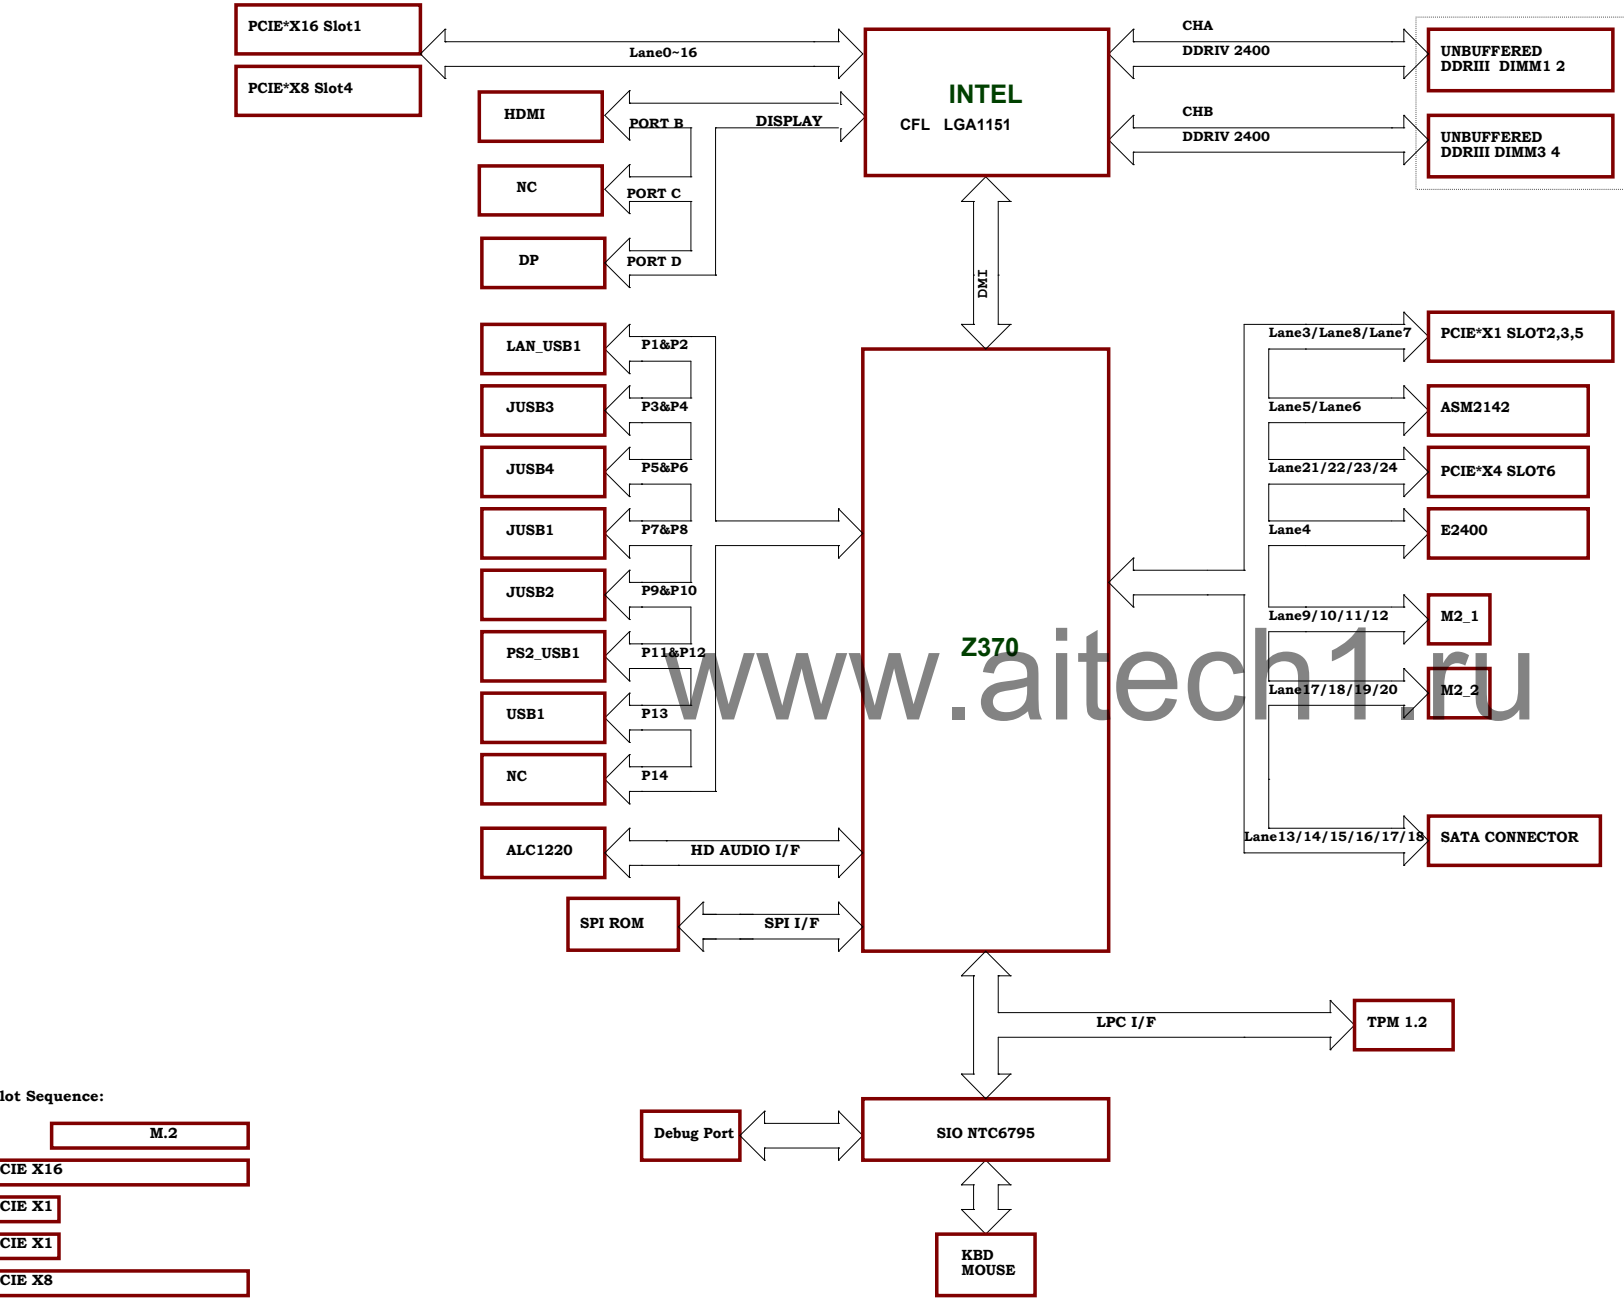 PCIE*X16 Slot1
PCIE*X8 Slot4
Lane0~16
INTEL
CFL LGA1151
CHA
DDRIV 2400
UNBUFFERED
DDRIII DIMM1 2
CHB
DDRIV 2400
UNBUFFERED
DDRIII DIMM3 4
HDMI
PORT B
DISPLAY
NC
PORT C
DP
PORT D
DMI
LAN_USB1
P1&P2
JUSB3
P3&P4
JUSB4
P5&P6
JUSB1
P7&P8
JUSB2
P9&P10
PS2_USB1
P11&P12
USB1
P13
NC
P14
Z370
Lane3/Lane8/Lane7
PCIE*X1 SLOT2,3,5
Lane5/Lane6
ASM2142
Lane21/22/23/24
PCIE*X4 SLOT6
Lane4
E2400
Lane9/10/11/12
M2_1
Lane17/18/19/20
M2_2
Lane13/14/15/16/17/18
SATA CONNECTOR
www.aitech1.ru
ALC1220
HD AUDIO I/F
SPI ROM
SPI I/F
LPC I/F
TPM 1.2
Debug Port
SIO NTC6795
KBD
MOUSE
lot Sequence:
M.2
CIE X16
CIE X1
CIE X1
CIE X8